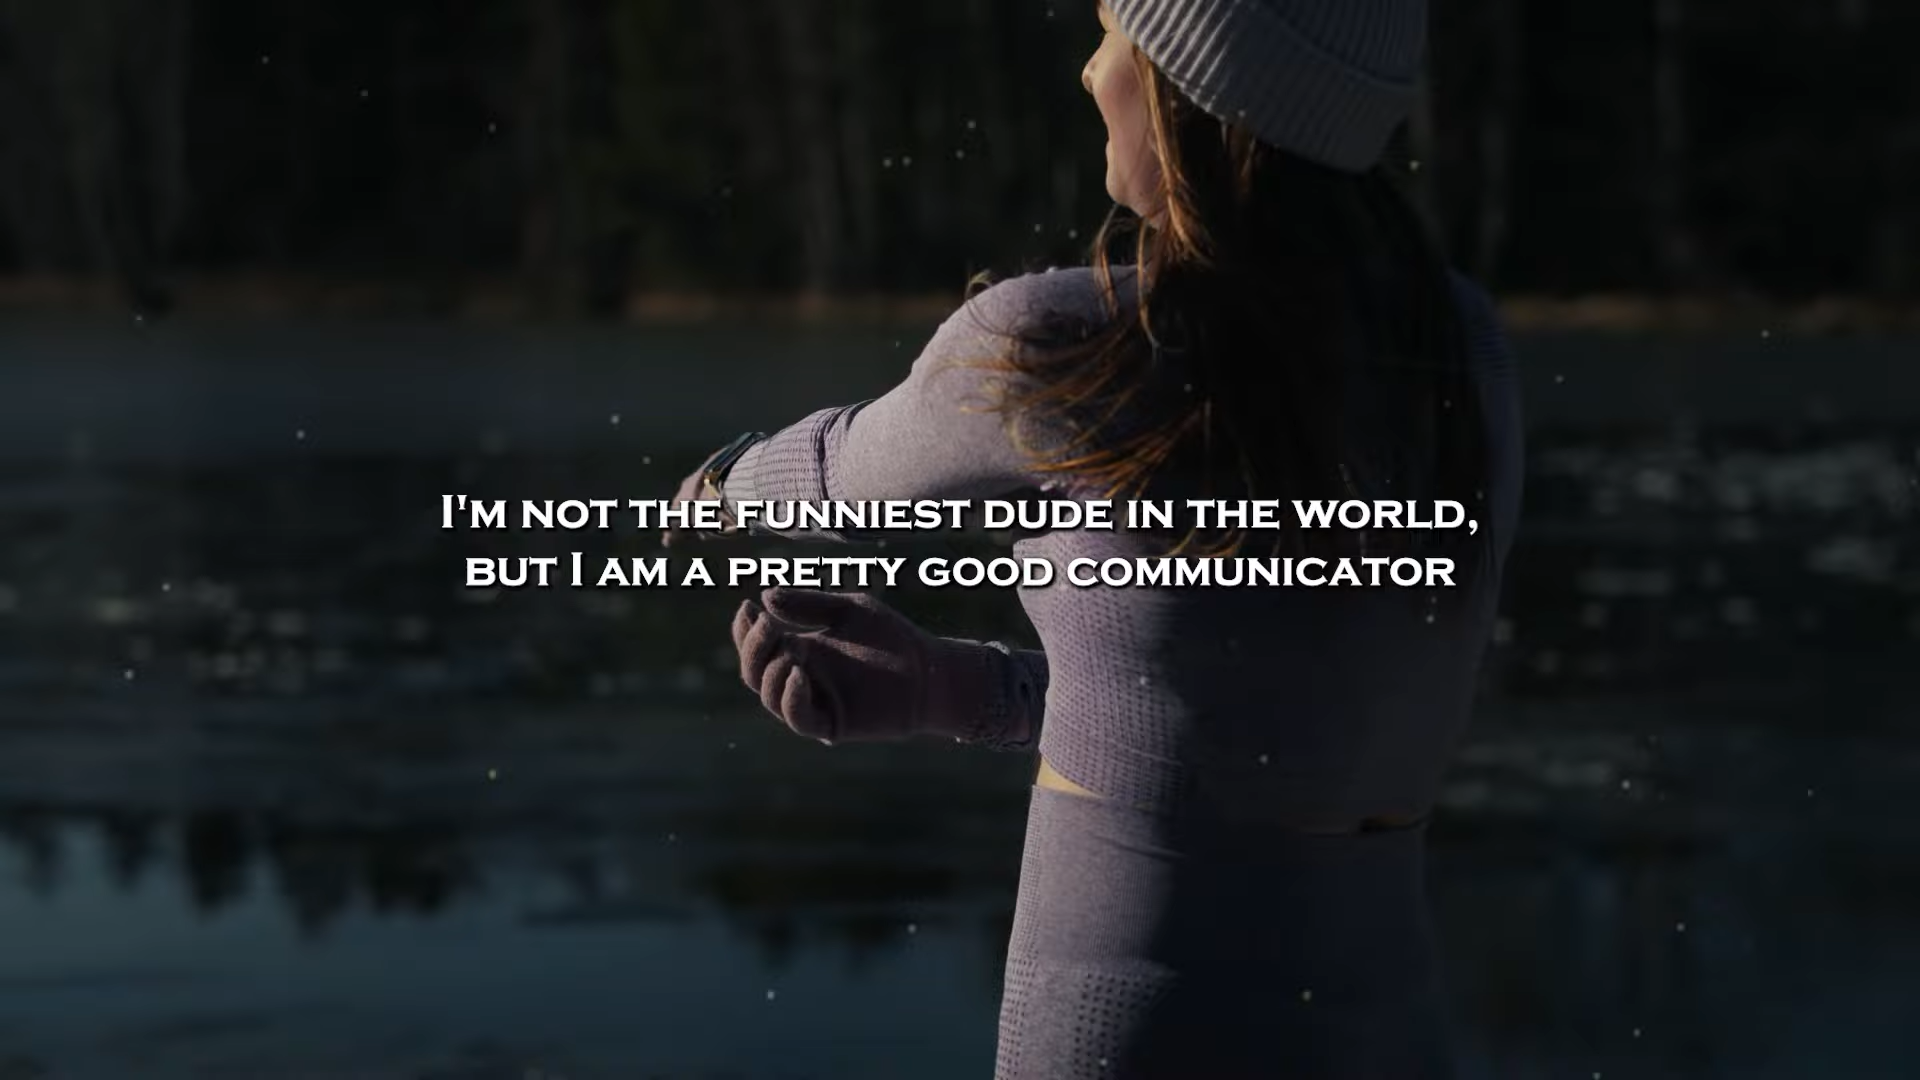 I'm not the funniest dude in the world,
but I am a pretty good communicator